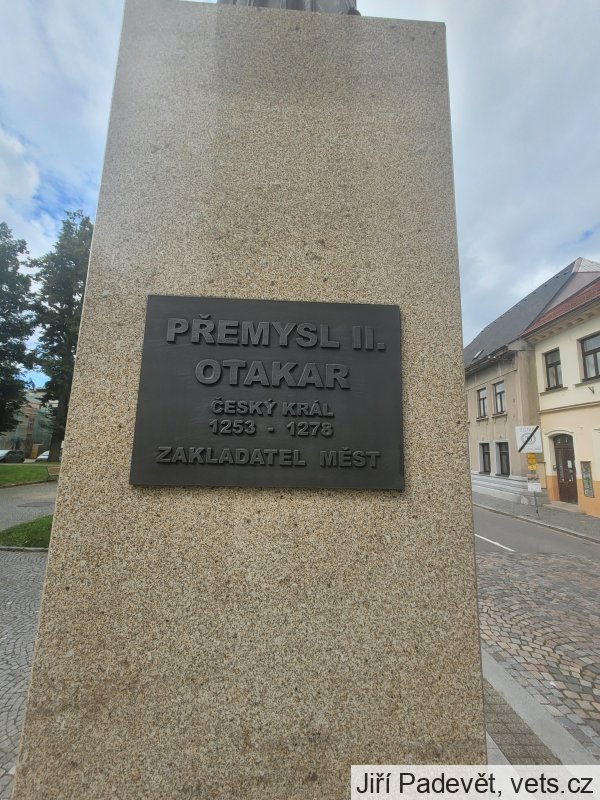 PŘEMYSL II.
OTAKAR
ČESKÝ KRÁL
1253 - 1278
ZAKLADATEL MĚST
Jiří Padevět, vets.cz